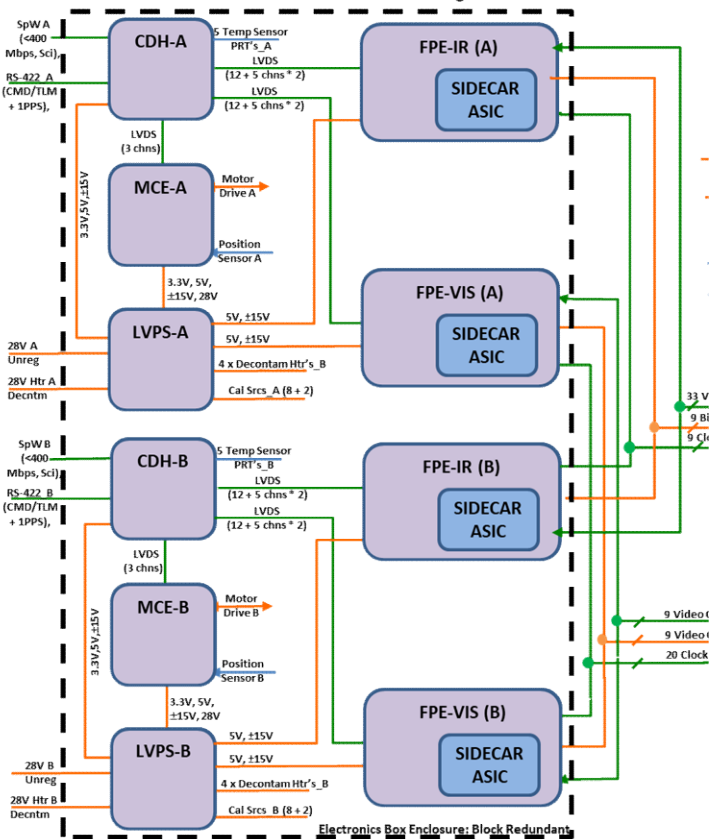 SpW A
(<400
Mbps, Sci),
RS-422_A
(CMD/TLM
+ 1PPS),
CDH-A
5 Temp Sensor
PRT's_A
LVDS
(12 + 5 chns * 2)
LVDS
(12 + 5 chns * 2)
FPE-IR (A)
SIDECAR
ASIC
LVDS
(3 chns)
MCE-A
Motor
Drive A
Position
Sensor A
3.3V,5V,±15V
3.3V, 5V,
±15V, 28V
FPE-VIS (A)
SIDECAR
ASIC
LVPS-A
5V, ±15V
5V, ±15V
4 x Decontam Htr's_B
Cal Srcs_A (8 + 2)
28V A
Unreg
28V Htr A
Decntm
33 V
9 Bi
9 Clo
SpW B
(<400
Mbps, Sci),
RS-422_B
(CMD/TLM
+ 1PPS),
CDH-B
5 Temp Sensor
PRT's_B
LVDS
(12 + 5 chns * 2)
LVDS
(12 + 5 chns * 2)
FPE-IR (B)
SIDECAR
ASIC
LVDS
(3 chns)
MCE-B
Motor
Drive B
Position
Sensor B
3.3V,5V,±15V
3.3V, 5V,
±15V, 28V
9 Video
9 Video
20 Clock
FPE-VIS (B)
SIDECAR
ASIC
LVPS-B
5V, ±15V
5V, ±15V
4 x Decontam Htr's_B
Cal Srcs_B (8 + 2)
28V B
Unreg
28V Htr B
Decntm
Electronics Box Enclosure: Block Redundant